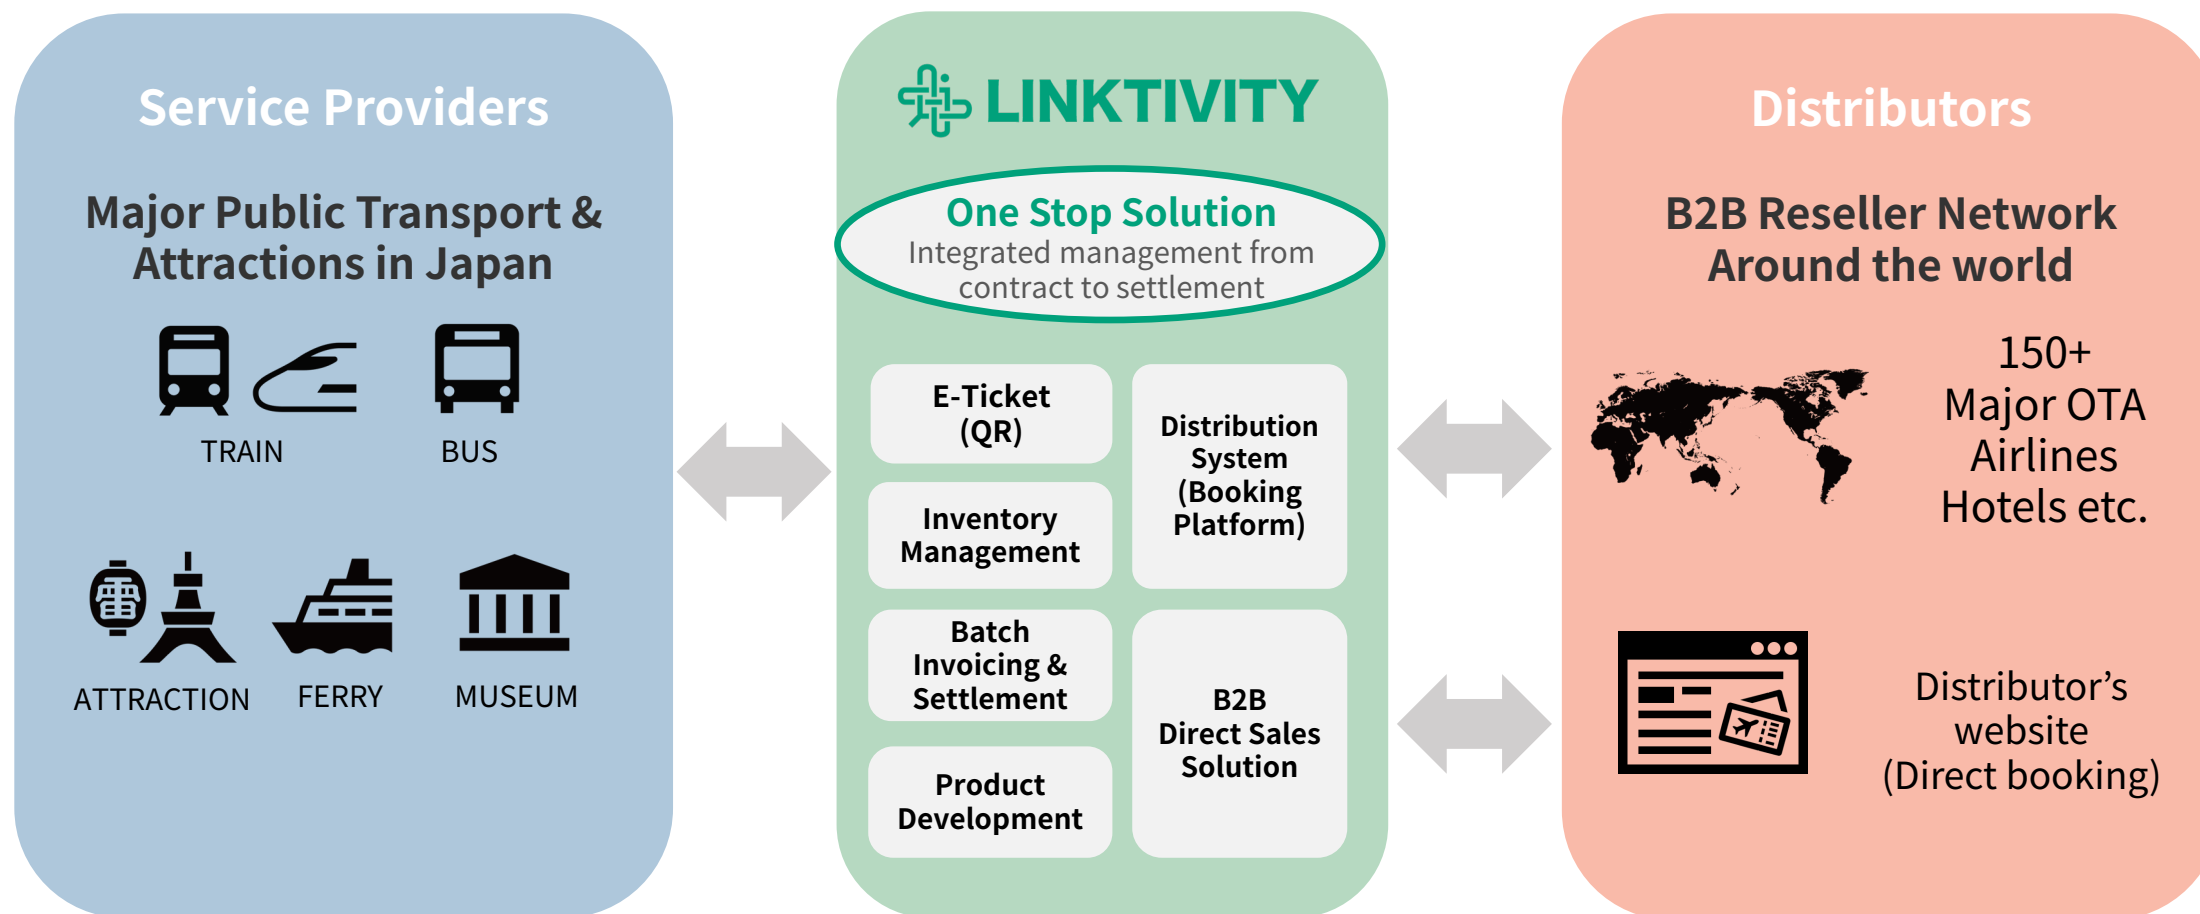 Service Providers
Major Public Transport &
Attractions in Japan
TRAIN
BUS
雷
ATTRACTION
FERRY
MUSEUM
LINKTIVITY
One Stop Solution
Integrated management from
contract to settlement
E-Ticket
(QR)
Inventory
Management
Batch
Invoicing &
Settlement
Product
Development
Distribution
System
(Booking
Platform)
B2B
Direct Sales
Solution
Distributors
B2B Reseller Network
Around the world
150+
Major OTA
Airlines
Hotels etc.
Distributor’s
website
(Direct booking)